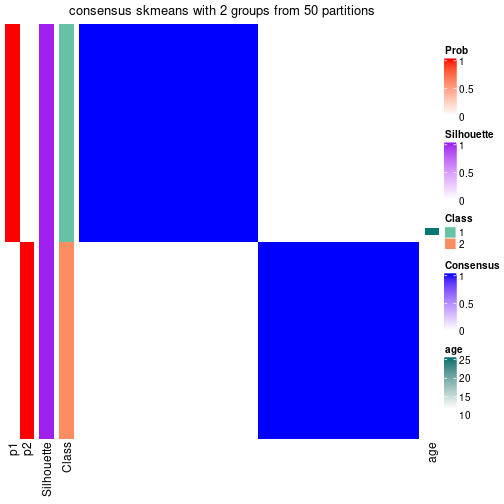 consensus skmeans with 2 groups from 50 partitions
Prob
1
0.5
0
Silhouette
1
0.5
0
Class
1
2
Consensus
1
0.5
0
age
25
20
15
10
p1
p2
Silhouette
Class
age